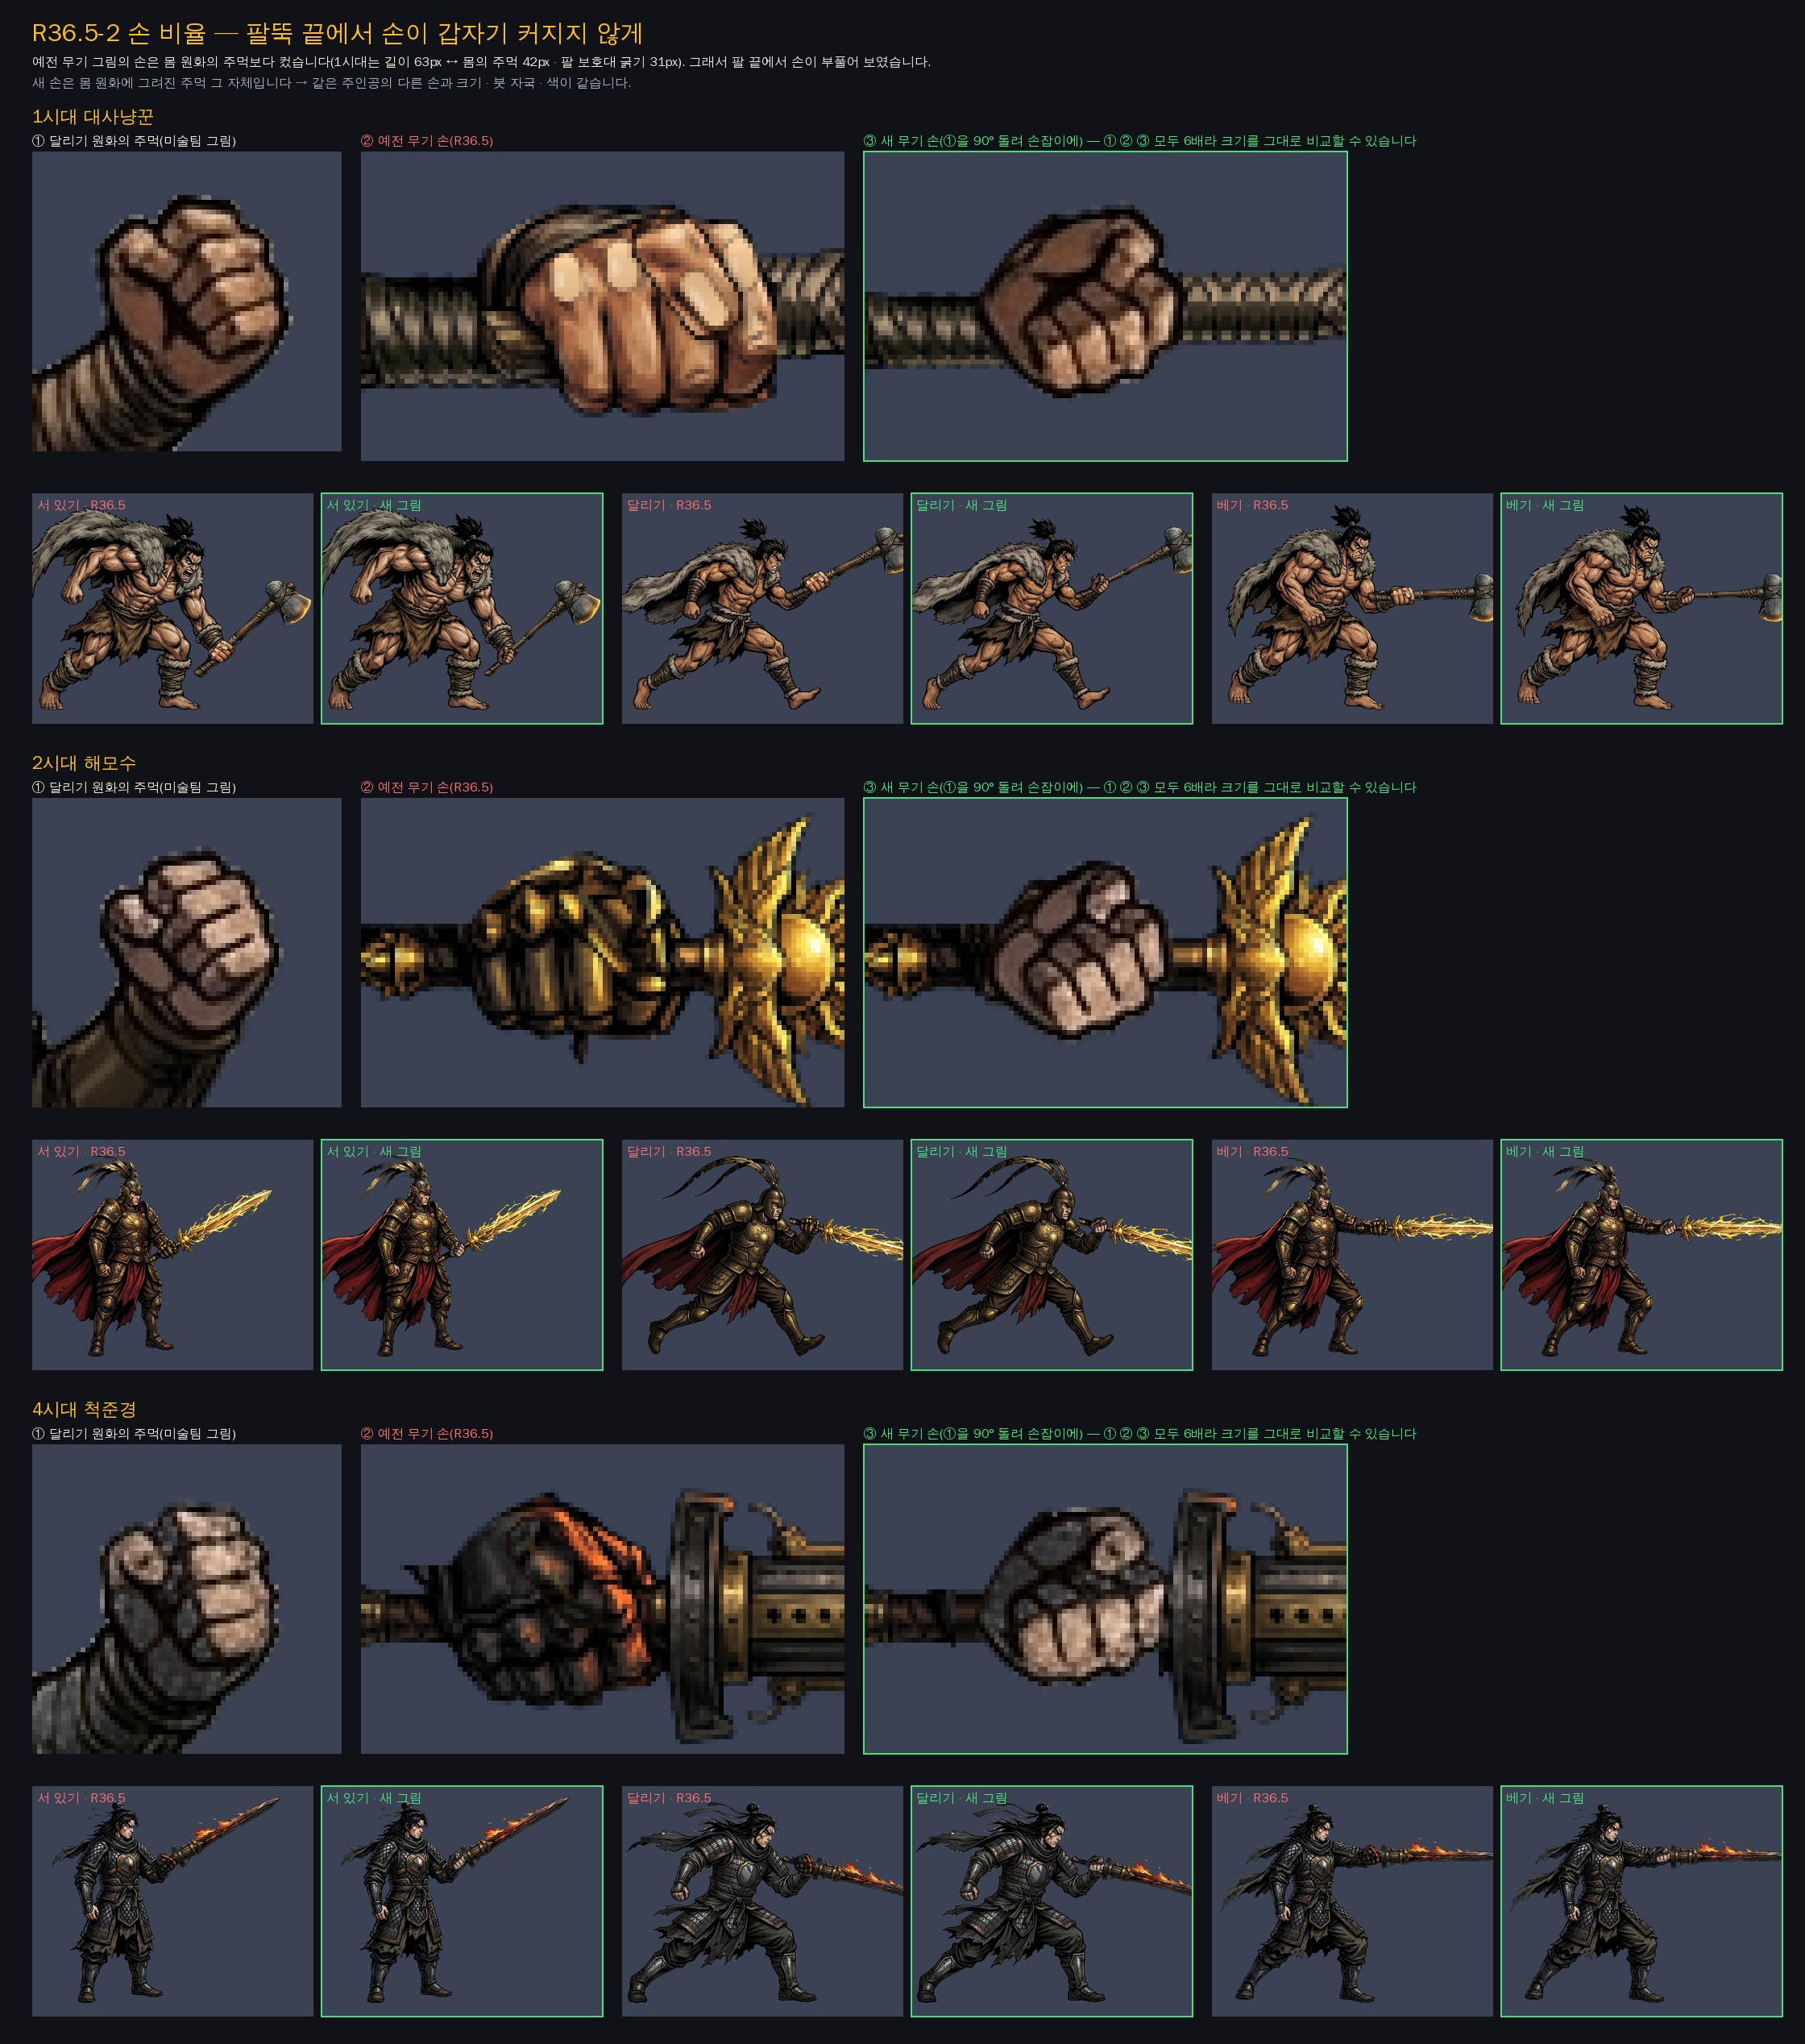 R36.5-2 손 비율 — 팔뚝 끝에서 손이 갑자기 커지지 않게
예전 무기 그림의 손은 몸 원화의 주먹보다 컸습니다(1시대는 길이 63px ↔ 몸의 주먹 42px · 팔 보호대 굵기 31px). 그래서 팔 끝에서 손이 부풀어 보였습니다.
새 손은 몸 원화에 그려진 주먹 그 자체입니다 → 같은 주인공의 다른 손과 크기 · 붓 자국 · 색이 같습니다.
1시대 대사냥꾼
① 달리기 원화의 주먹(미술팀 그림)
② 예전 무기 손(R36.5)
③ 새 무기 손(①을 90° 돌려 손잡이에) — ① ② ③ 모두 6배라 크기를 그대로 비교할 수 있습니다
서 있기 · R36.5
서 있기 · 새 그림
달리기 · R36.5
달리기 · 새 그림
베기 · R36.5
베기 · 새 그림
2시대 해모수
① 달리기 원화의 주먹(미술팀 그림)
② 예전 무기 손(R36.5)
③ 새 무기 손(①을 90° 돌려 손잡이에) — ① ② ③ 모두 6배라 크기를 그대로 비교할 수 있습니다
서 있기 · R36.5
서 있기 · 새 그림
달리기 · R36.5
달리기 · 새 그림
베기 · R36.5
베기 · 새 그림
4시대 척준경
① 달리기 원화의 주먹(미술팀 그림)
② 예전 무기 손(R36.5)
③ 새 무기 손(①을 90° 돌려 손잡이에) — ① ② ③ 모두 6배라 크기를 그대로 비교할 수 있습니다
서 있기 · R36.5
서 있기 · 새 그림
달리기 · R36.5
달리기 · 새 그림
베기 · R36.5
베기 · 새 그림